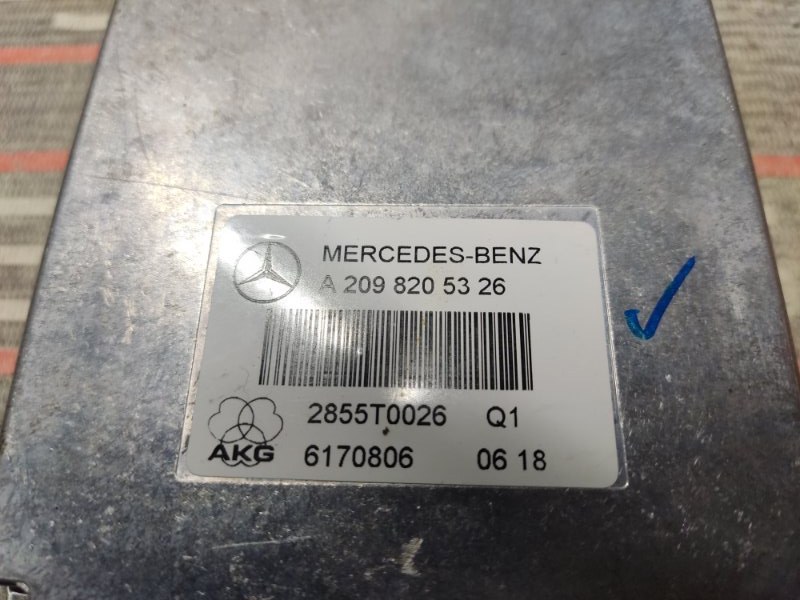 MERCEDES-BENZ
A 209 820 53 26
2855T0026 Q1
AKG
6170806 06 18